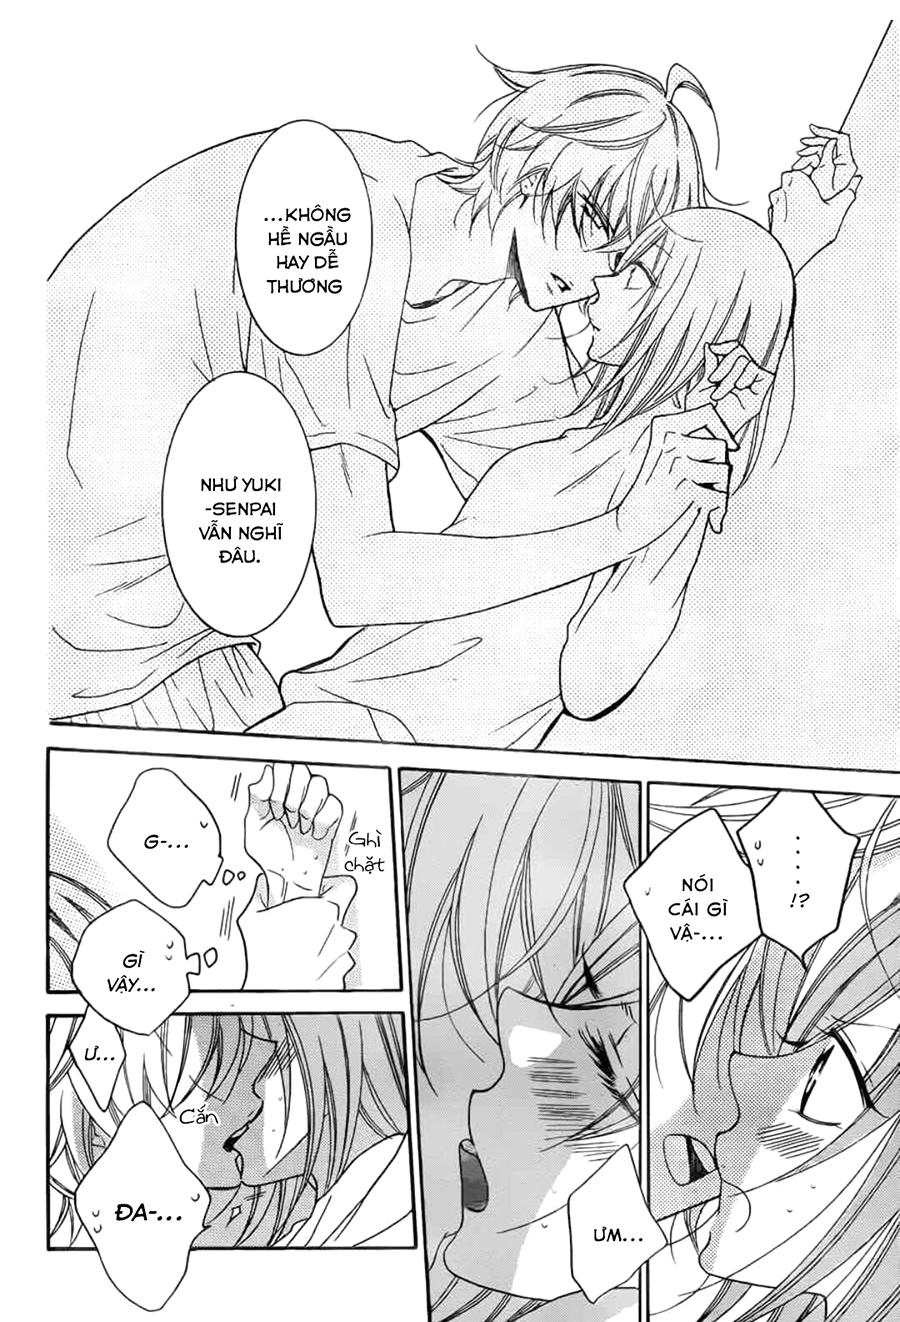 ...KHÔNG
HỀ NGẦU
HAY DỄ
THƯƠNG
NHƯ YUKI
-SENPAI
VẪN NGHĨ
ĐÂU.
. . . . !?
NÓI
CÁI GÌ
VẬ-...
ƯM...
G-...
Ghì
chặt
GÌ
VẬY...
Ư...
Cắn
ĐA-...